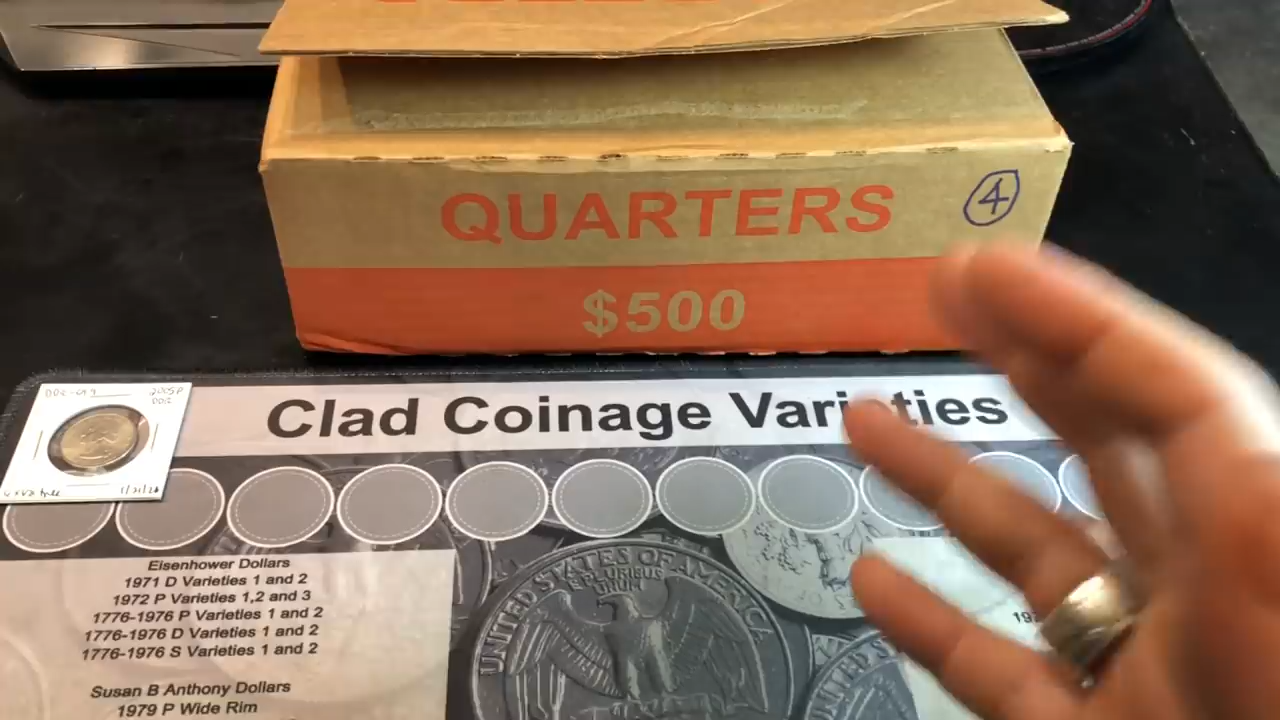 QUARTERS
4
$500
2005P
DDR
Clad Coinage Varieties
Eisenhower Dollars
1971 D Varieties 1 and 2
1972 P Varieties 1,2 and 3
1776-1976 P Varieties 1 and 2
1776-1976 D Varieties 1 and 2
1776-1976 S Varieties 1 and 2
Susan B Anthony Dollars
1979 P Wide Rim
UNITED STATES OF AMERICA
E PLURIBUS
UNUM